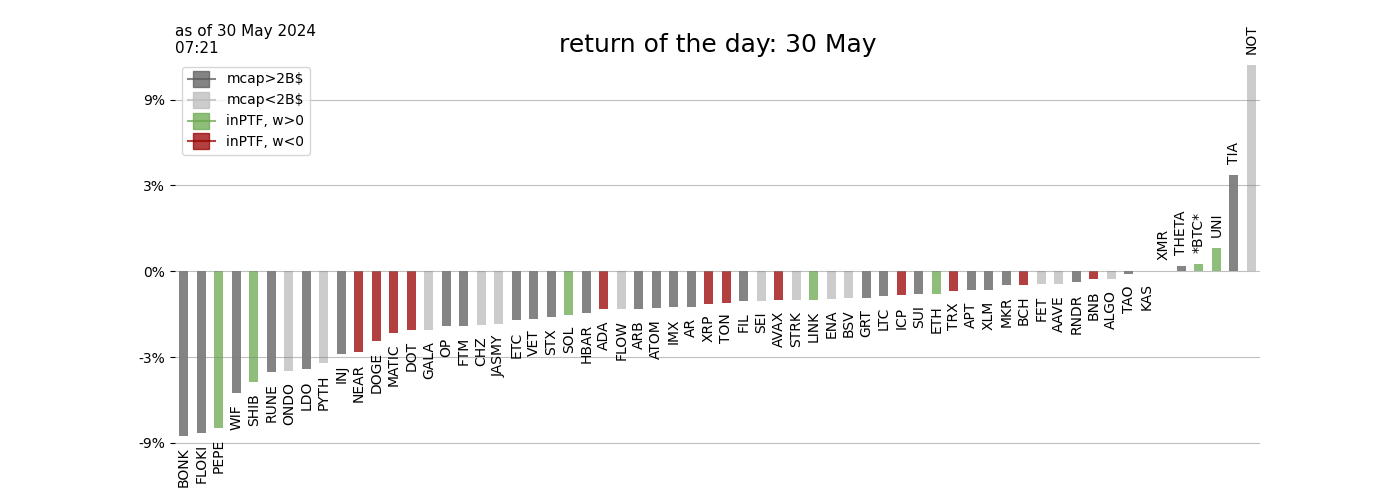 as of 30 May 2024
07:21
return of the day: 30 May
mcap>2B$
mcap<2B$
inPTF, w>0
inPTF, w<0
9%
3%
0%
-3%
-9%
BONK
FLOKI
PEPE
WIF
SHIB
RUNE
ONDO
LDO
PYTH
INJ
NEAR
DOGE
MATIC
DOT
GALA
OP
FTM
CHZ
JASMY
ETC
VET
STX
SOL
HBAR
ADA
FLOW
ARB
ATOM
IMX
AR
XRP
TON
FIL
SEI
AVAX
STRK
LINK
ENA
BSV
GRT
LTC
ICP
SUI
ETH
TRX
APT
XLM
MKR
BCH
FET
AAVE
RNDR
BNB
ALGO
TAO
KAS
XMR
THETA
*BTC*
UNI
TIA
NOT